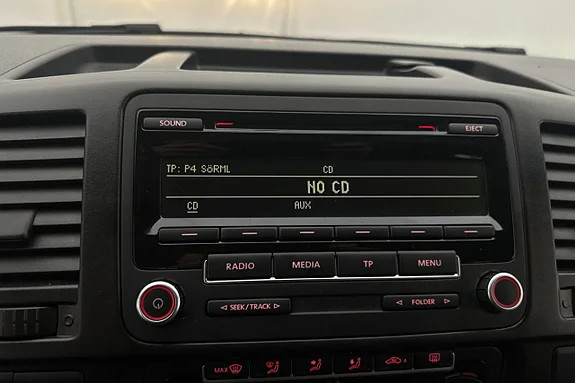 SOUND
EJECT
TP: P4 SöRML CD
NO CD
CD AUX
RADIO MEDIA TP MENU
SEEK/TRACK FOLDER
MAX